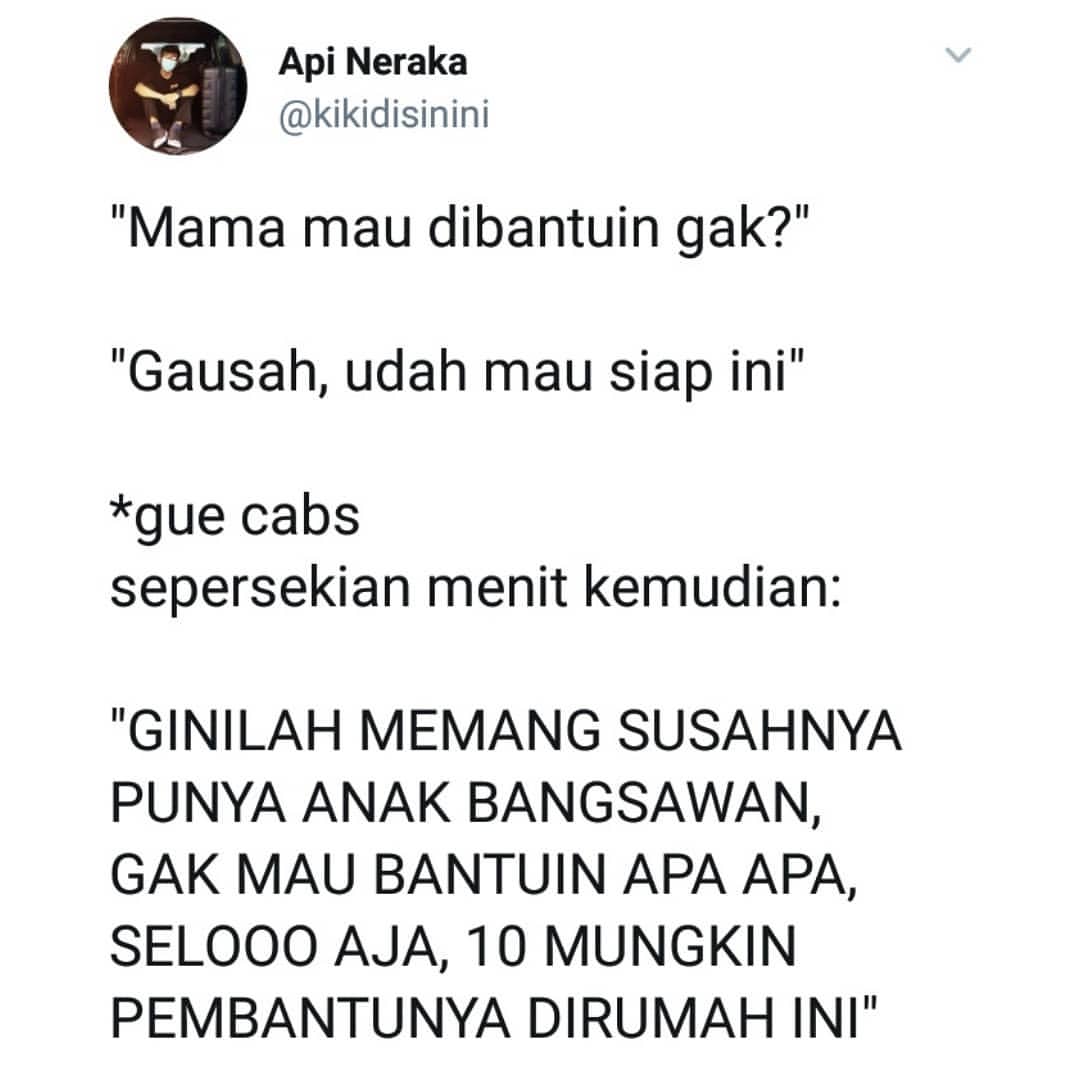 Api Neraka
@kikidisinini
"Mama mau dibantuin gak?"
"Gausah, udah mau siap ini"
*gue cabs
sepersekian menit kemudian:
"GINILAH MEMANG SUSAHNYA
PUNYA ANAK BANGSAWAN,
GAK MAU BANTUIN APA APA,
SELOOO AJA, 10 MUNGKIN
PEMBANTUNYA DIRUMAH INI"